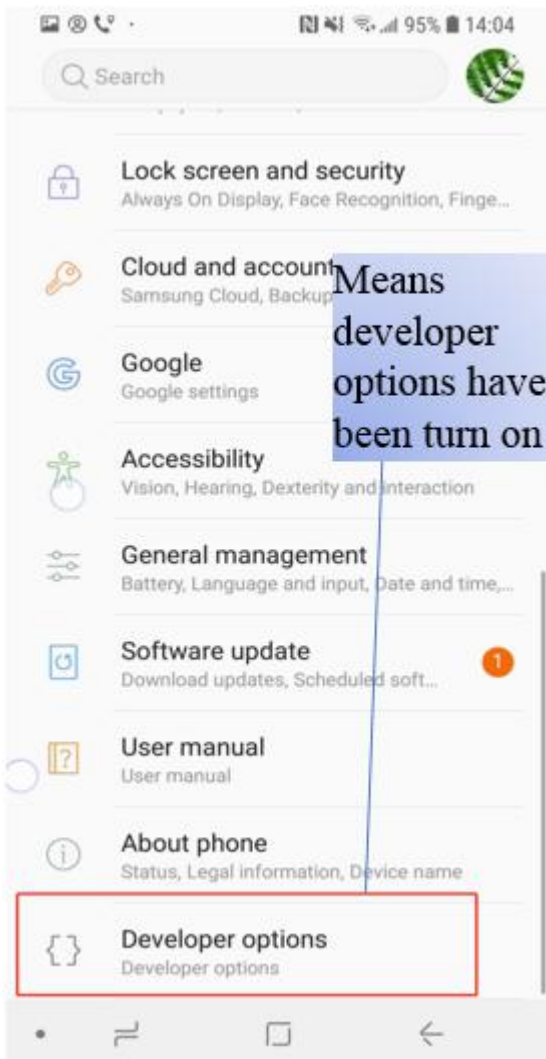 95% 14:04
Search
Lock screen and security
Always On Display, Face Recognition, Finge...
Cloud and account
Samsung Cloud, Backup
Means
developer
options have
been turn on
Google
Google settings
Accessibility
Vision, Hearing, Dexterity and interaction
General management
Battery, Language and input, Date and time,...
Software update
1
Download updates, Scheduled soft...
User manual
User manual
About phone
Status, Legal information, Device name
{ } Developer options
Developer options